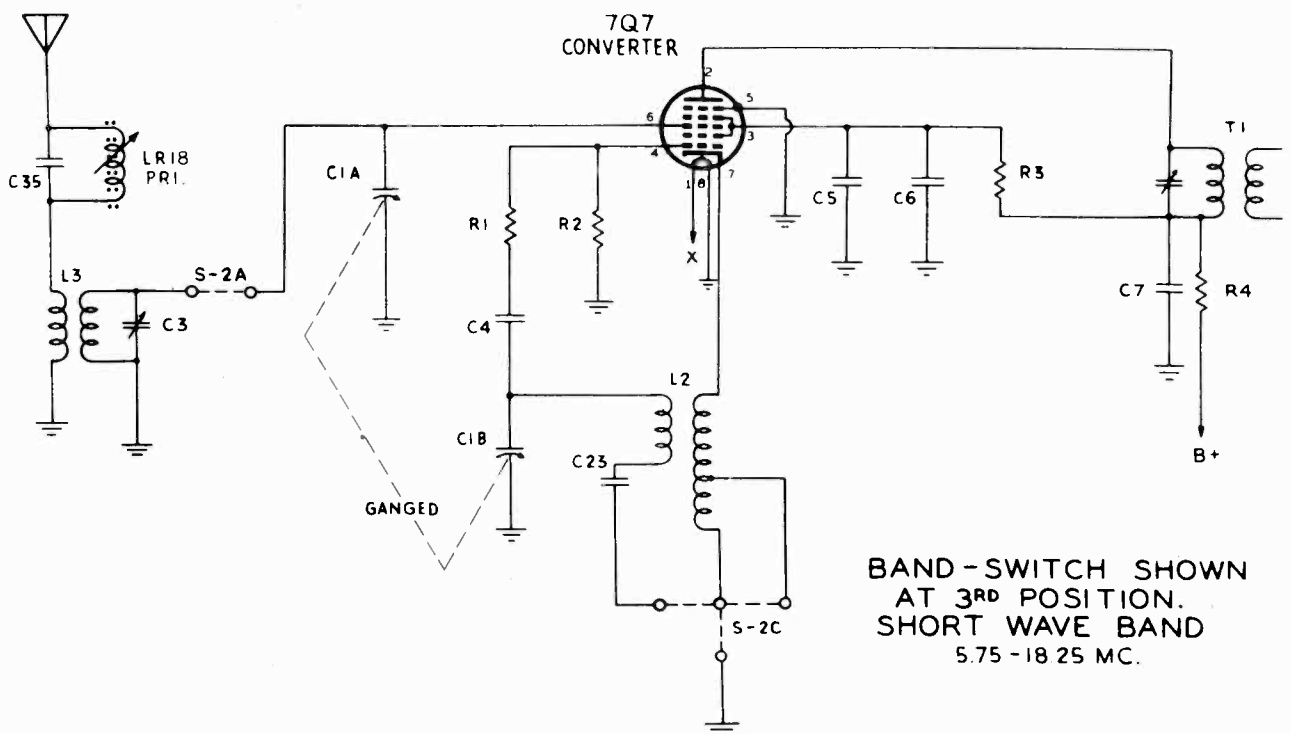 7Q7
CONVERTER
2
5
6
3
4
1
8
7
T1
C35
LR18
PRI.
C1A
R1
R2
X
C5
C6
R3
L3
S-2A
C3
C4
C7
R4
L2
C1B
C23
B+
GANGED
S-2C
BAND-SWITCH SHOWN
AT 3RD POSITION.
SHORT WAVE BAND
5.75-18.25 MC.